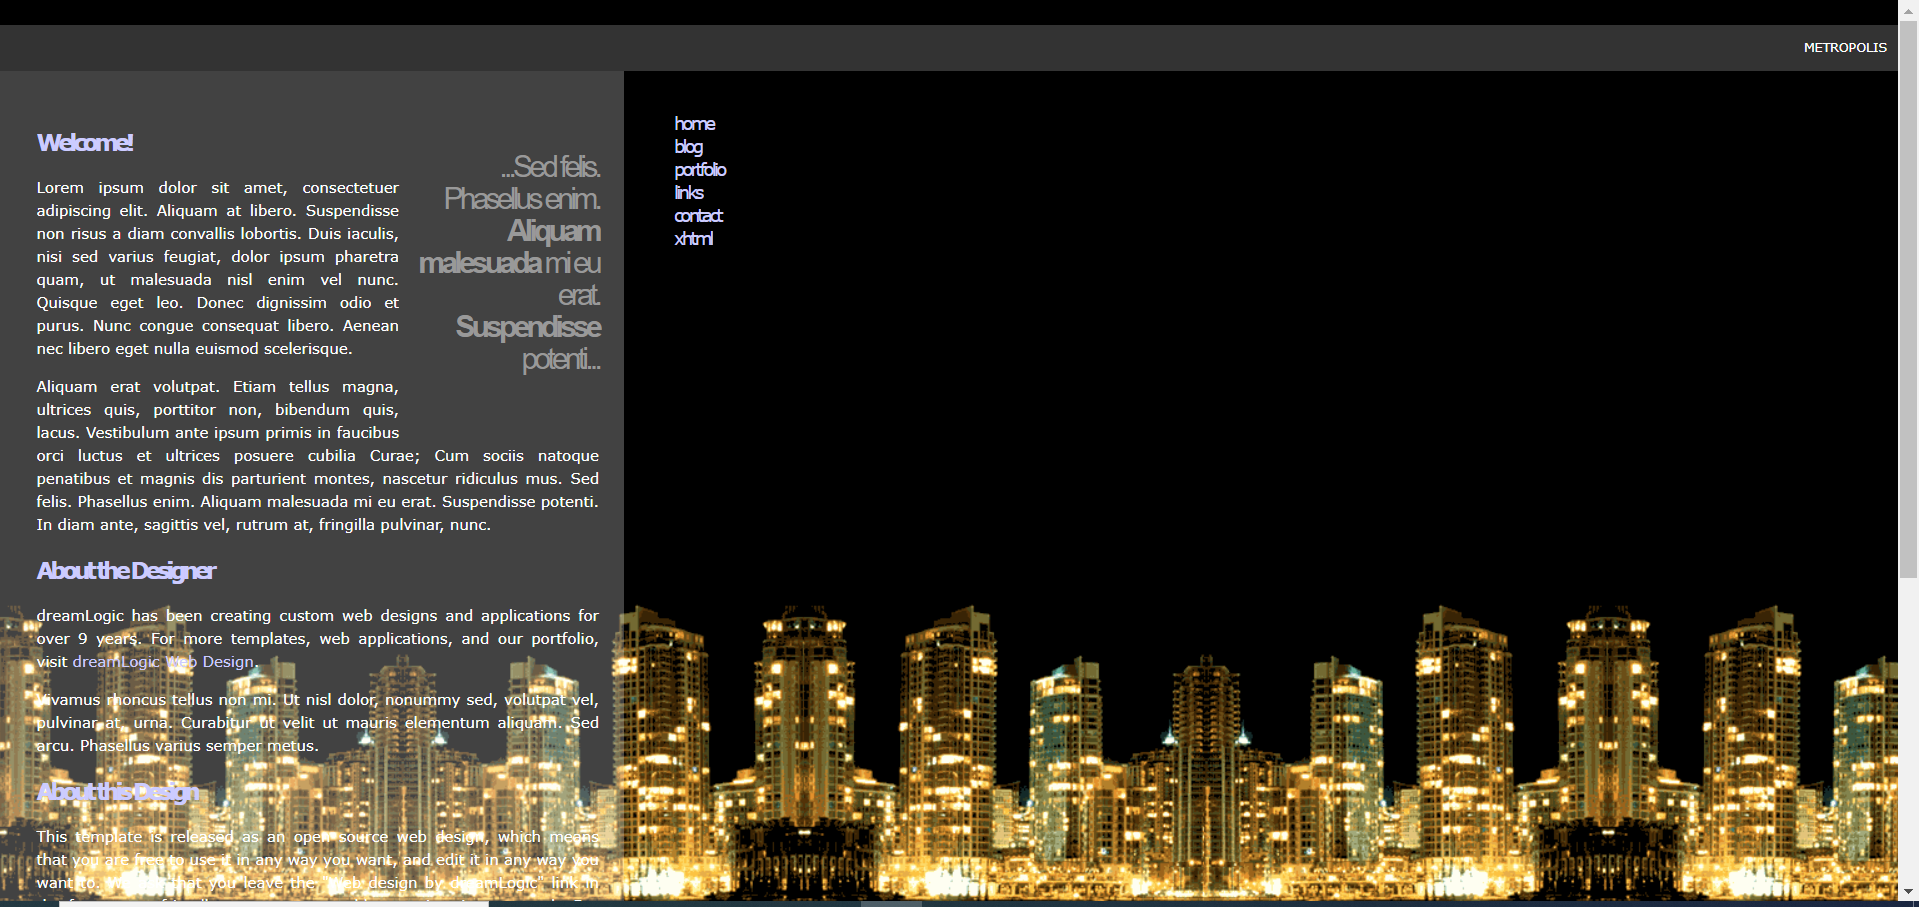 METROPOLIS
Welcome!
Lorem ipsum dolor sit amet, consectetuer
adipiscing elit. Aliquam at libero. Suspendisse
non risus a diam convallis lobortis. Duis iaculis,
nisi sed varius feugiat, dolor ipsum pharetra
quam, ut malesuada nisl enim vel nunc.
Quisque eget leo. Donec dignissim odio et
purus. Nunc congue consequat libero. Aenean
nec libero eget nulla euismod scelerisque.
...Sed felis.
Phasellus enim.
Aliquam
malesuada mi eu
erat.
Suspendisse
potenti...
Aliquam erat volutpat. Etiam tellus magna,
ultrices quis, porttitor non, bibendum quis,
lacus. Vestibulum ante ipsum primis in faucibus
orci luctus et ultrices posuere cubilia Curae; Cum sociis natoque
penatibus et magnis dis parturient montes, nascetur ridiculus mus. Sed
felis. Phasellus enim. Aliquam malesuada mi eu erat. Suspendisse potenti.
In diam ante, sagittis vel, rutrum at, fringilla pulvinar, nunc.
About the Designer
dreamLogic has been creating custom web designs and applications for
over 9 years. For more templates, web applications, and our portfolio,
visit dreamLogic Web Design.
Vivamus rhoncus tellus non mi. Ut nisl dolor, nonummy sed, volutpat vel,
pulvinar at, urna. Curabitur ut velit ut mauris elementum aliquam. Sed
arcu. Phasellus varius semper metus.
About this Design
This template is released as an open source web design, which means
that you are free to use it in any way you want, and edit it in any way you
want to. that you leave the "Web design by dreamLogic" link in
home
blog
portfolio
links
contact
xhtml